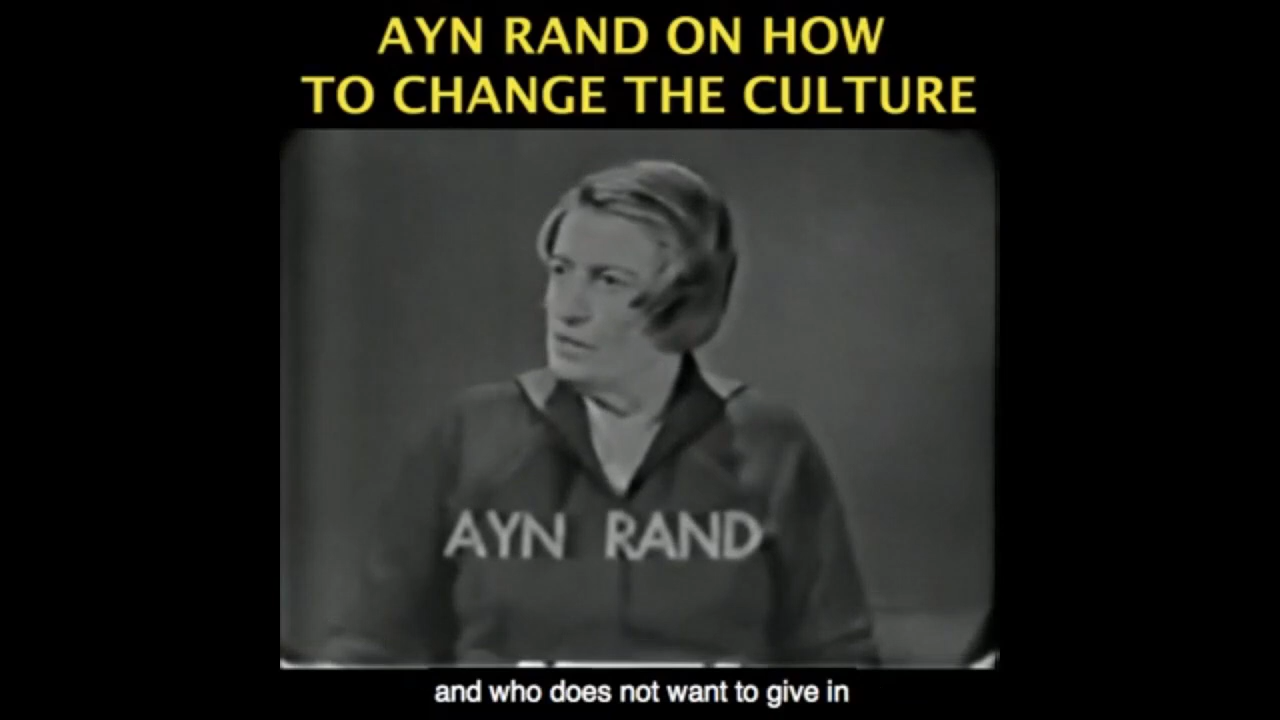 AYN RAND ON HOW
TO CHANGE THE CULTURE
AYN RAND
and who does not want to give in